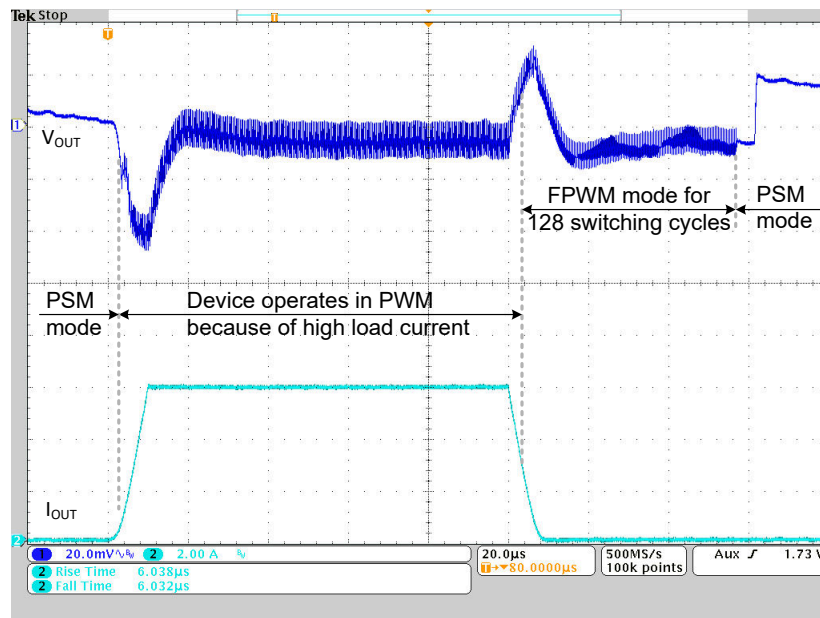 Tek Stop
T
T
1
VOUT
FPWM mode for
128 switching cycles
PSM
mode
PSM
mode
Device operates in PWM
because of high load current
IOUT
2
1 20.0mV∿BW 2 2.00 A BW
20.0µs
T→▼80.0000µs
500MS/s
100k points
Aux ƒ 1.73 V
2 Rise Time 6.038µs
2 Fall Time 6.032µs